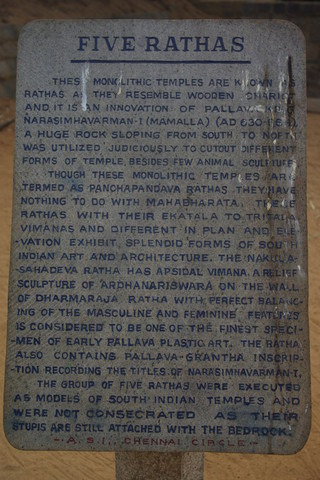 FIVE RATHAS
THESE MONOLITHIC TEMPLES ARE KNOWN AS
RATHAS AS THEY RESEMBLE WOODEN CHARIOT
AND IT IS AN INNOVATION OF PALLAVA KING
NARASIMHAVARMAN-I (MAMALLA) (AD 630-
A HUGE ROCK SLOPING FROM SOUTH TO NORTH
WAS UTILIZED JUDICIOUSLY TO CUTOUT DIFFERENT
FORMS OF TEMPLE BESIDES FEW ANIMAL SCULPTURE
THOUGH THESE MONOLITHIC TEMPLES ARE
TERMED AS PANCHAPANDAVA RATHAS THEY HAVE
NOTHING TO DO WITH MAHABHARATA. THESE
RATHAS WITH THEIR EKATALA TO TRITALA
VIMANAS AND DIFFERENT IN PLAN AND ELE-
-VATION EXHIBIT SPLENDID FORMS OF SOUTH
INDIAN ART AND ARCHITECTURE. THE NAKULA-
-SAHADEVA RATHA HAS APSIDAL VIMANA. A RELIEF
SCULPTURE OF ARDHANARISWARA ON THE WALL
OF DHARMARAJA RATHA WITH PERFECT BALANC-
ING OF THE MASCULINE AND FEMININE FEATURES
IS CONSIDERED TO BE ONE OF THE FINEST SPECI-
-MEN OF EARLY PALLAVA PLASTIC ART. THE RATHA
ALSO CONTAINS PALLAVA-GRANTHA INSCRIP-
-TION RECORDING THE TITLES OF NARASIMHAVARMAN-I.
THE GROUP OF FIVE RATHAS WERE EXECUTED
AS MODELS OF SOUTH INDIAN TEMPLES AND
WERE NOT CONSECRATED AS THEIR
STUPIS ARE STILL ATTACHED WITH THE BEDROCK.
- A.S.I., CHENNAI CIRCLE -